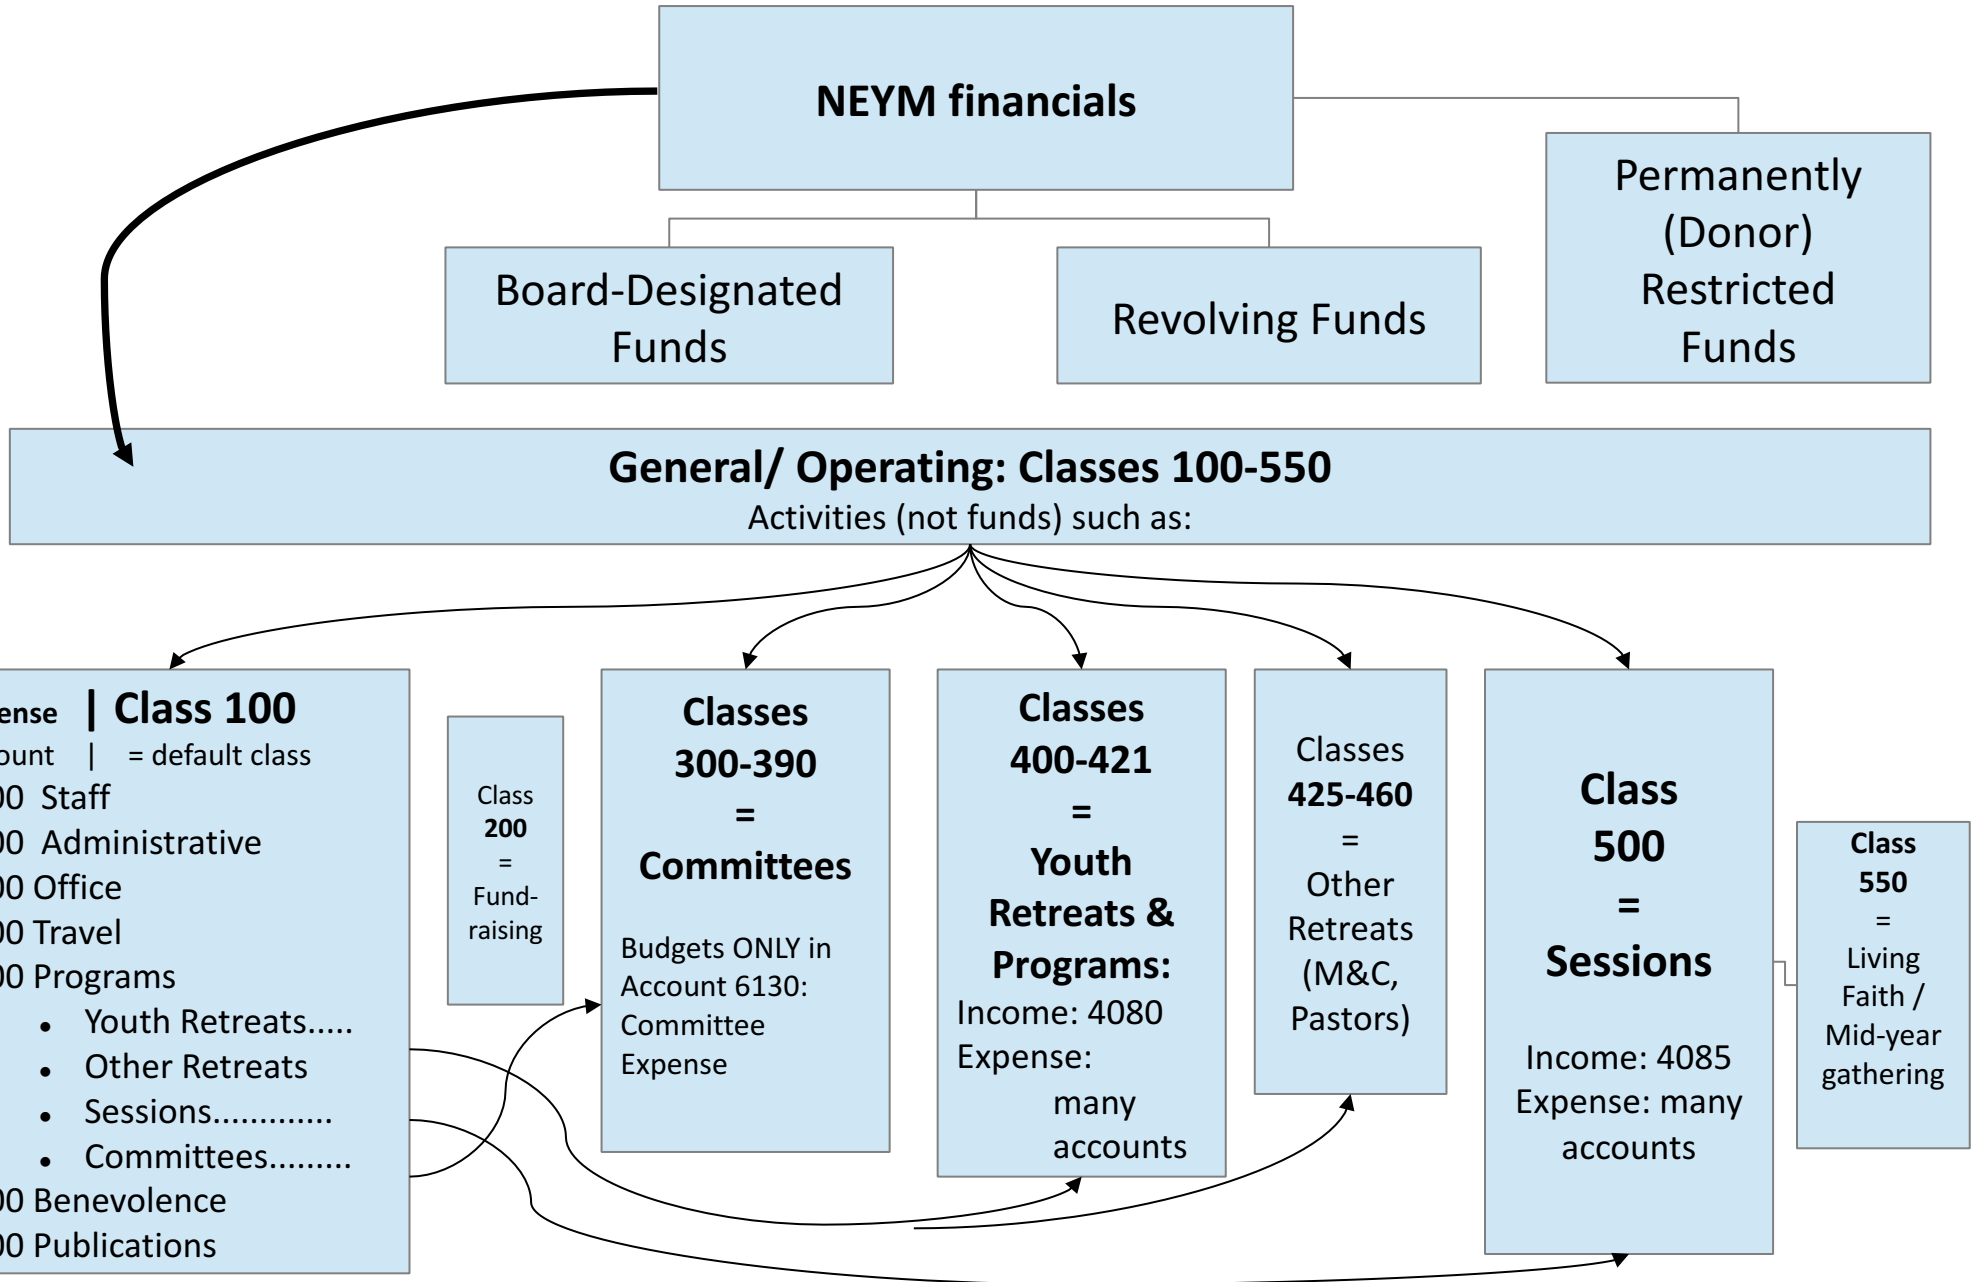 NEYM financials
Permanently
(Donor)
Restricted
Funds
Board-Designated
Funds
Revolving Funds
General/ Operating: Classes 100-550
Activities (not funds) such as:
ense | Class 100
ount | = default class
00 Staff
00 Administrative
00 Office
00 Travel
00 Programs
• Youth Retreats.....
• Other Retreats
• Sessions.............
• Committees.........
00 Benevolence
00 Publications
Class
200
=
Fund-
raising
Classes
300-390
=
Committees
Budgets ONLY in
Account 6130:
Committee
Expense
Classes
400-421
=
Youth
Retreats &
Programs:
Income: 4080
Expense:
many
accounts
Classes
425-460
=
Other
Retreats
(M&C,
Pastors)
Class
500
=
Sessions
Income: 4085
Expense: many
accounts
Class
550
=
Living
Faith /
Mid-year
gathering